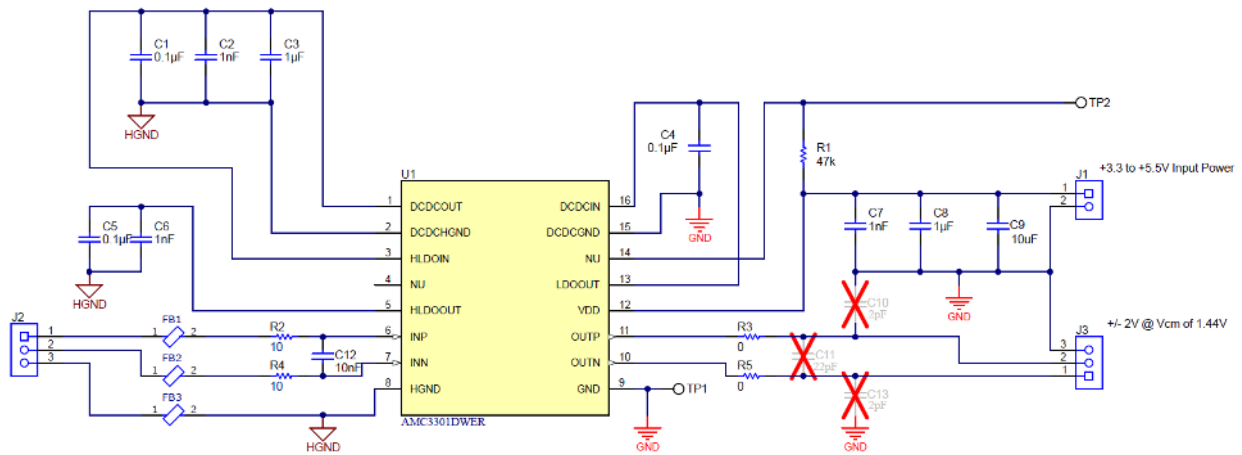 C1
0.1µF
C2
1nF
C3
1µF
HGND
C4
0.1µF
GND
TP2
R1
47k
+3.3 to +5.5V Input Power
J1
1
2
C7
1nF
C8
1µF
C9
10uF
GND
C5
0.1µF
C6
1nF
HGND
U1
1 DCDCOUT DCDCIN 16
2 DCDCHGND DCDCGND 15
3 HLDOIN NU 14
4 NU LDOOUT 13
5 HLDOOUT VDD 12
6 INP OUTP 11
7 INN OUTN 10
8 HGND GND 9
AMC3301DWER
J2
1
2
3
1 FB1 2
1 FB2 2
1 FB3 2
R2
10
R4
10
C12
10nF
HGND
R3
0
R5
0
C10
2pF
C11
22pF
C13
2pF
GND
TP1
GND
+/- 2V @ Vcm of 1.44V
J3
3
2
1